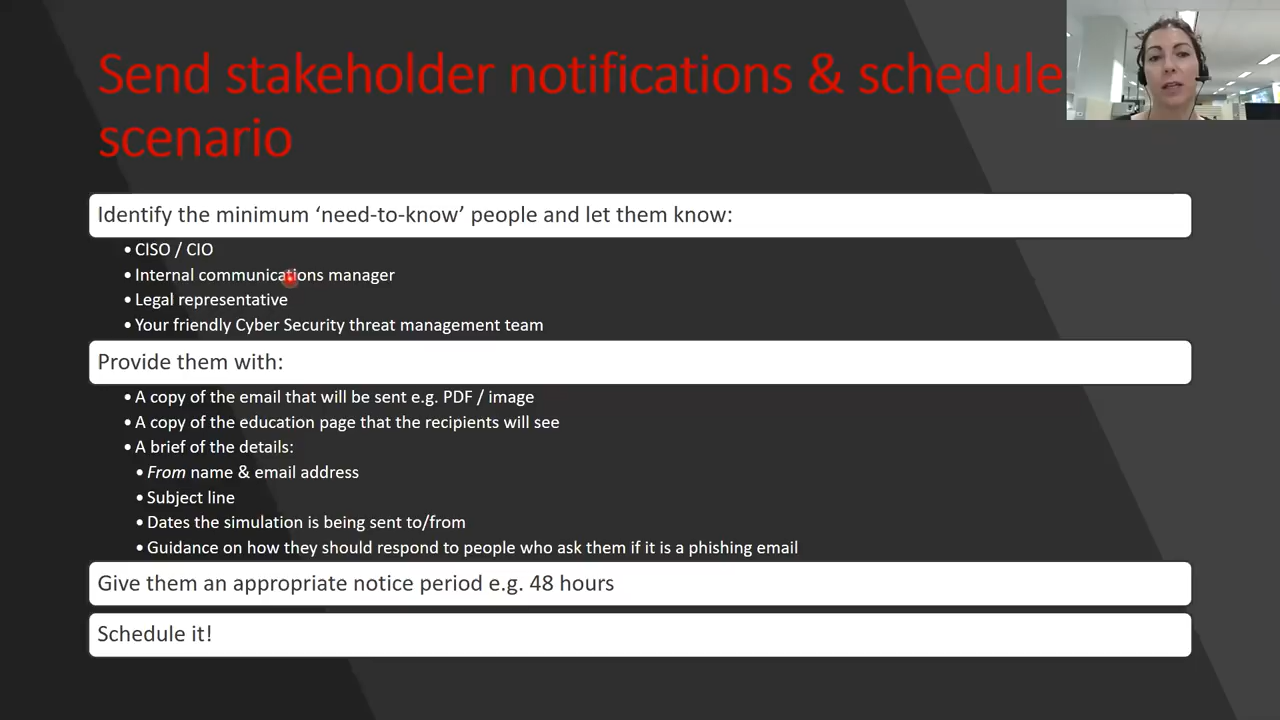 Send stakeholder notifications & schedule
scenario
Identify the minimum ‘need-to-know’ people and let them know:
• CISO / CIO
• Internal communications manager
• Legal representative
• Your friendly Cyber Security threat management team
Provide them with:
• A copy of the email that will be sent e.g. PDF / image
• A copy of the education page that the recipients will see
• A brief of the details:
• From name & email address
• Subject line
• Dates the simulation is being sent to/from
• Guidance on how they should respond to people who ask them if it is a phishing email
Give them an appropriate notice period e.g. 48 hours
Schedule it!